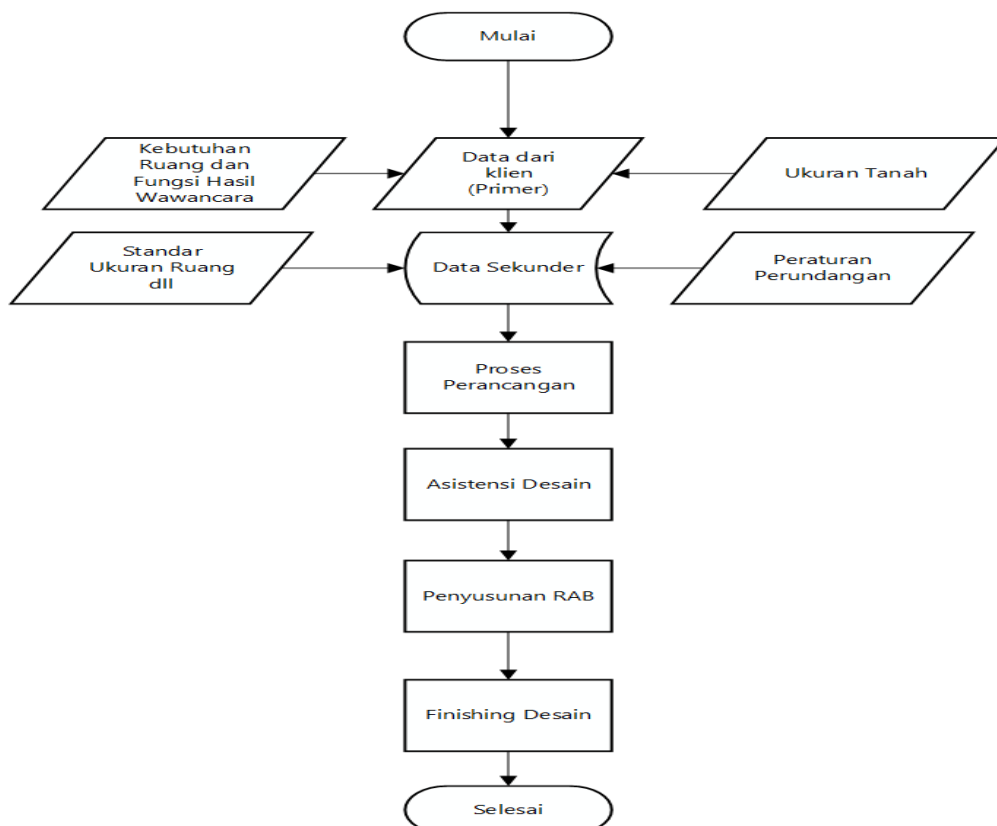 Mulai
Kebutuhan
Ruang dan
Fungsi Hasil
Wawancara
Data dari
klien
(Primer)
Ukuran Tanah
Standar
Ukuran Ruang
dll
Data Sekunder
Peraturan
Perundangan
Proses
Perancangan
Asistensi Desain
Penyusunan RAB
Finishing Desain
Selesai